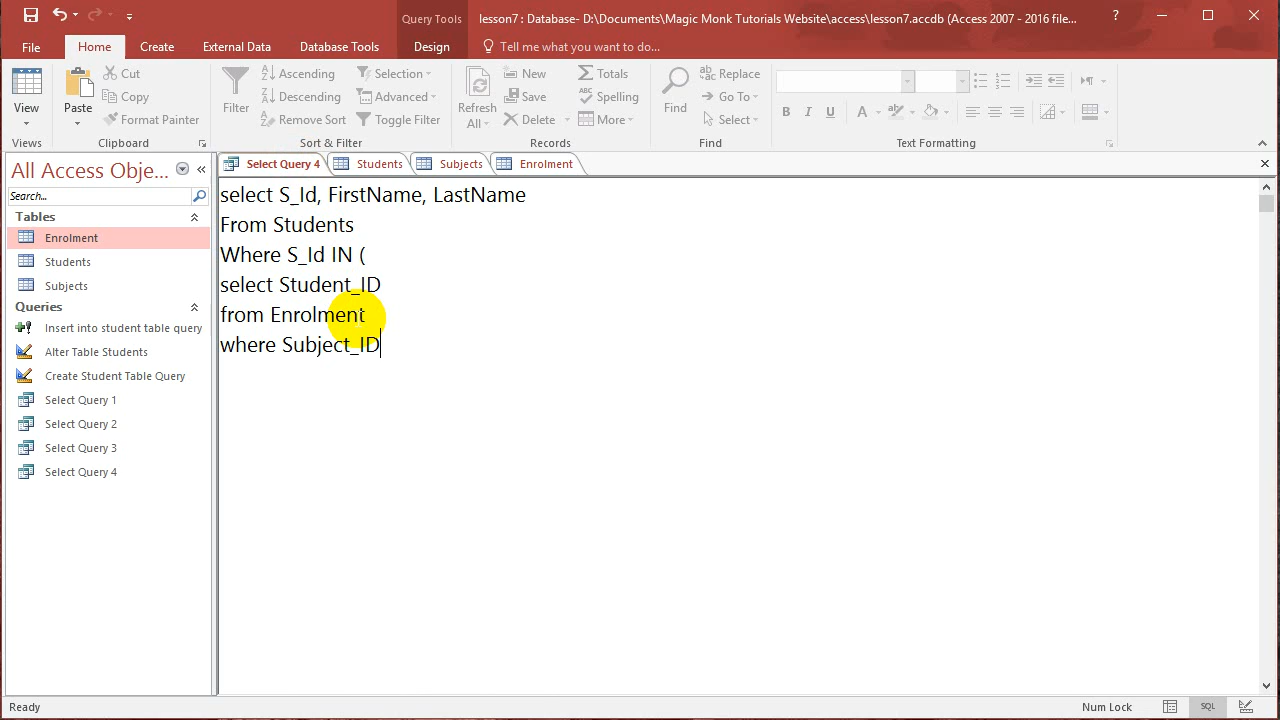 Query Tools
lesson7 : Database- D:\Documents\Magic Monk Tutorials Website\access\lesson7.accdb (Access 2007 - 2016 file...
?
File Home Create External Data Database Tools Design Tell me what you want to do...
View
Views
Paste
Cut
Copy
Format Painter
Clipboard
Filter
Ascending
Descending
Remove Sort
Selection
Advanced
Toggle Filter
Sort & Filter
Refresh
All
New
Save
Delete
Totals
Spelling
More
Records
Find
Replace
Go To
Select
Find
B I U A
Text Formatting
All Access Obje...
Search...
Tables
Enrolment
Students
Subjects
Queries
Insert into student table query
Alter Table Students
Create Student Table Query
Select Query 1
Select Query 2
Select Query 3
Select Query 4
Select Query 4 Students Subjects Enrolment
select S_Id, FirstName, LastName
From Students
Where S_Id IN (
select Student_ID
from Enrolment
where Subject_ID
Ready
Num Lock
SQL